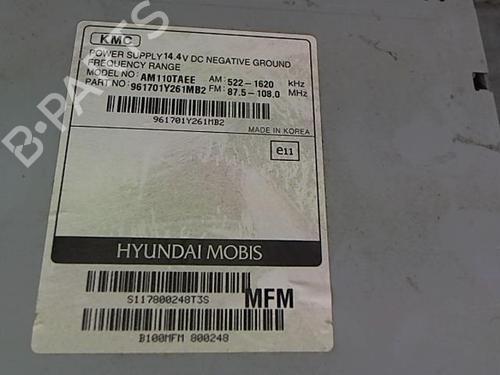 KMC
POWER SUPPLY 14.4V DC NEGATIVE GROUND
FREQUENCY RANGE
MODEL NO: AM110TAEE AM: 522-1620 kHz
PART NO: 961701Y261MB2 FM: 87.5-108.0 MHz
961701Y261MB2
MADE IN KOREA
e11
HYUNDAI MOBIS
S117800248T3S
MFM
B100MFM 800248
B-PARTS